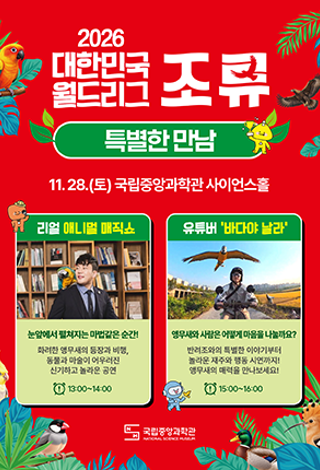 2026
대한민국
월드리그
조류
특별한 만남
11. 28.(토) 국립중앙과학관 사이언스홀
리얼 애니멀 매직쇼
눈앞에서 펼쳐지는 마법같은 순간!
화려한 앵무새의 등장과 비행,
동물과 마술이 어우러진
신기하고 놀라운 공연
13:00~14:00
유튜버 '바다야 날라'
앵무새와 사람은 어떻게 마음을 나눌까요?
반려조와의 특별한 이야기부터
놀라운 재주와 행동 시연까지!
앵무새의 매력을 만나보세요!
15:00~16:00
국립중앙과학관
NATIONAL SCIENCE MUSEUM